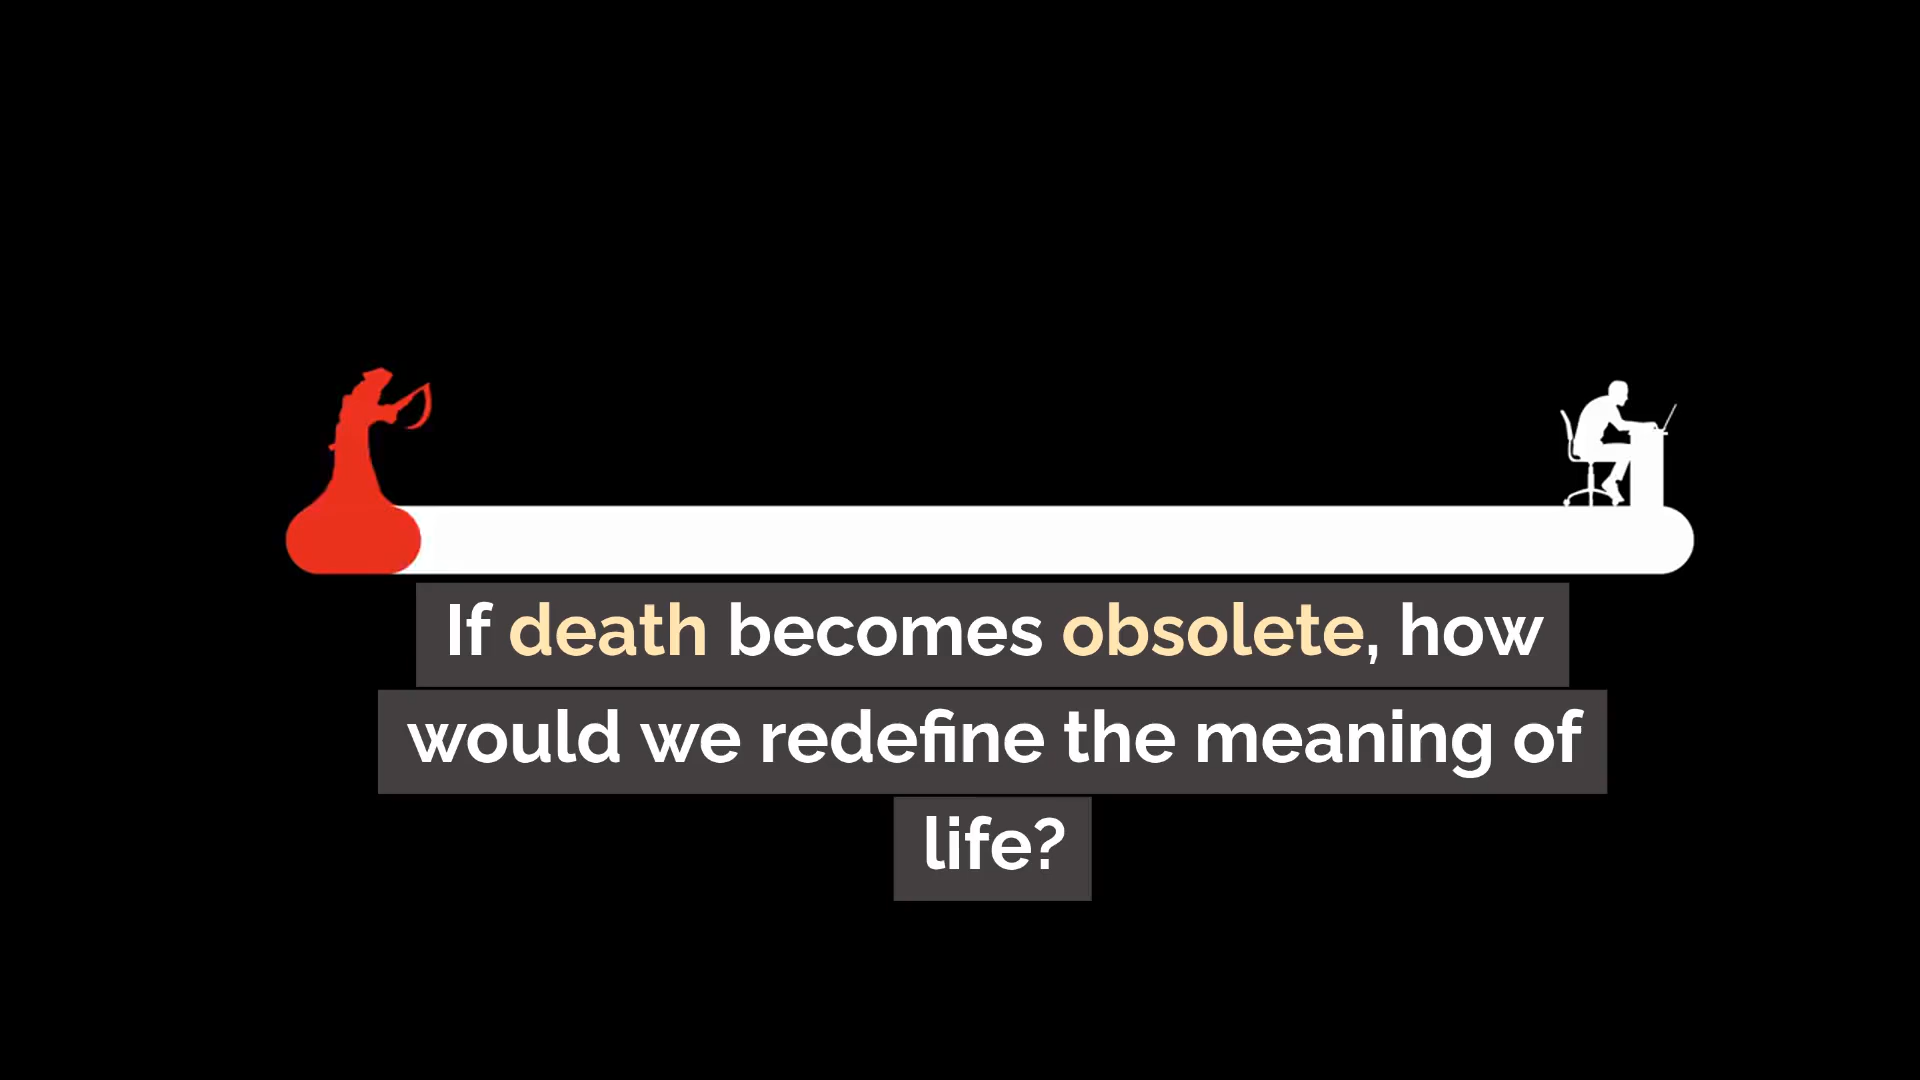 If death becomes obsolete, how
would we redefine the meaning of
life?